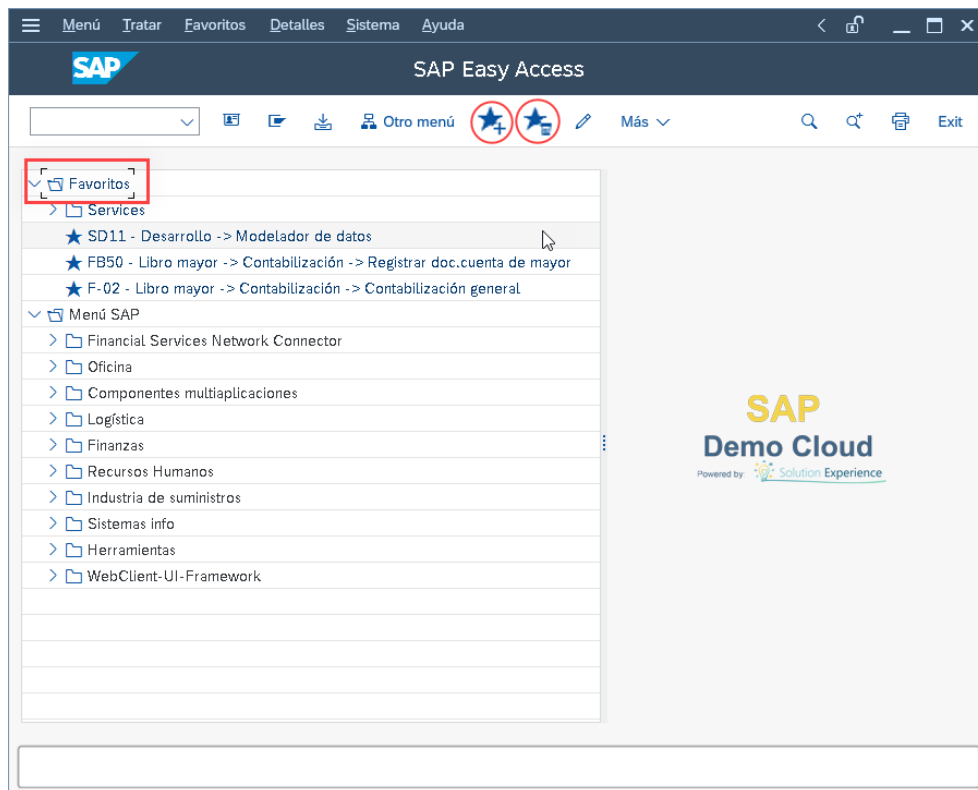 Menú Tratar Favoritos Detalles Sistema Ayuda
SAP SAP Easy Access
Otro menú Más Exit
Favoritos
Services
SD11 - Desarrollo -> Modelador de datos
FB50 - Libro mayor -> Contabilización -> Registrar doc.cuenta de mayor
F-02 - Libro mayor -> Contabilización -> Contabilización general
Menú SAP
Financial Services Network Connector
Oficina
Componentes multiaplicaciones
Logística
Finanzas
Recursos Humanos
Industria de suministros
Sistemas info
Herramientas
WebClient-UI-Framework
SAP
Demo Cloud
Powered by: Solution Experience